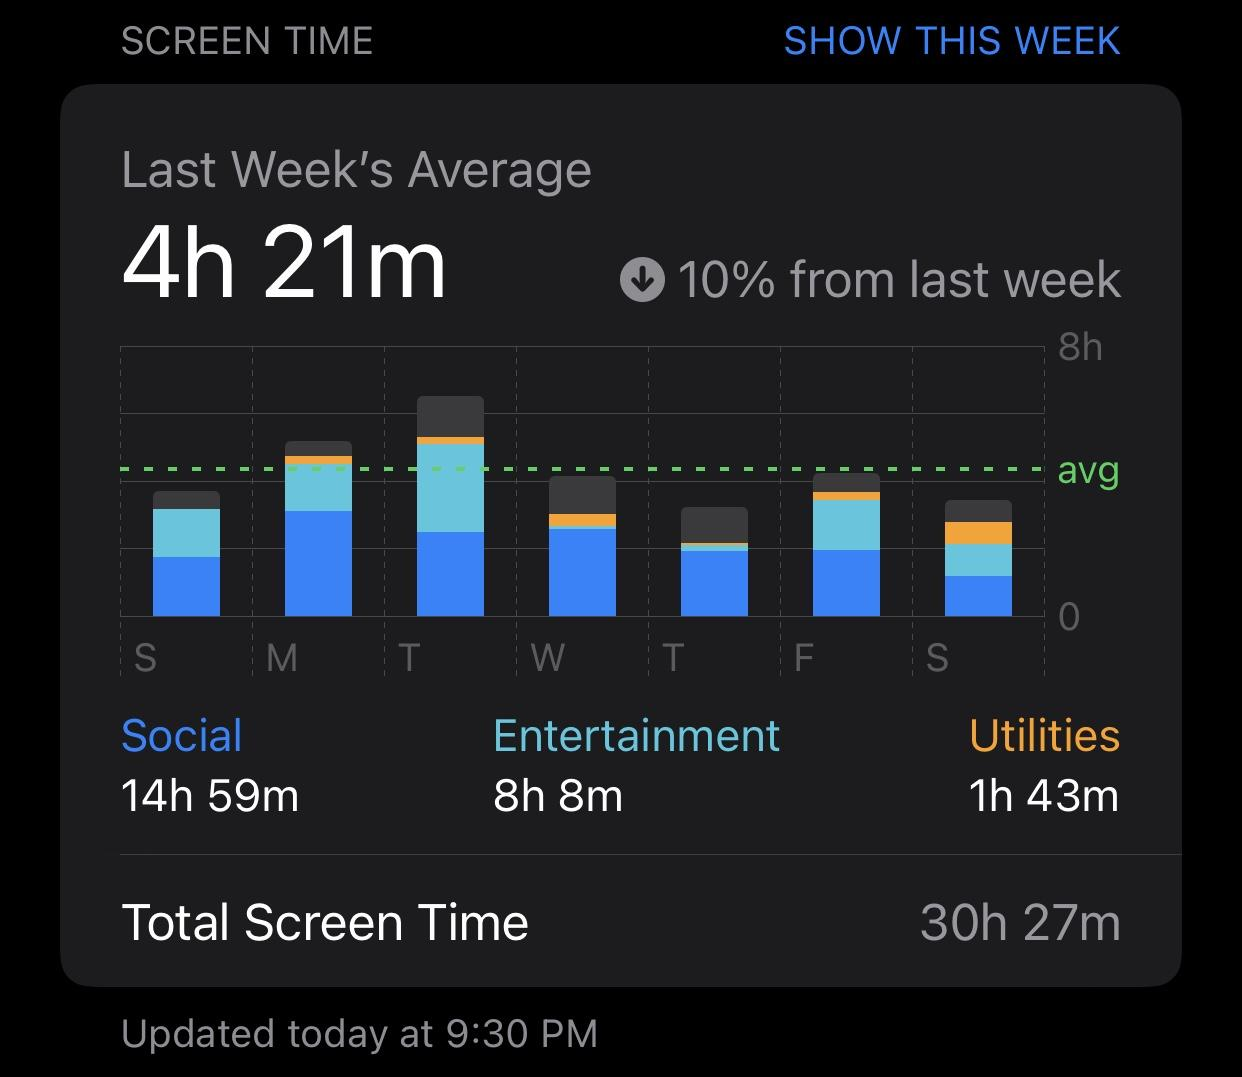 SCREEN TIME SHOW THIS WEEK
Last Week’s Average
4h 21m 10% from last week
8h
avg
0
S M T W T F S
Social Entertainment Utilities
14h 59m 8h 8m 1h 43m
Total Screen Time 30h 27m
Updated today at 9:30 PM